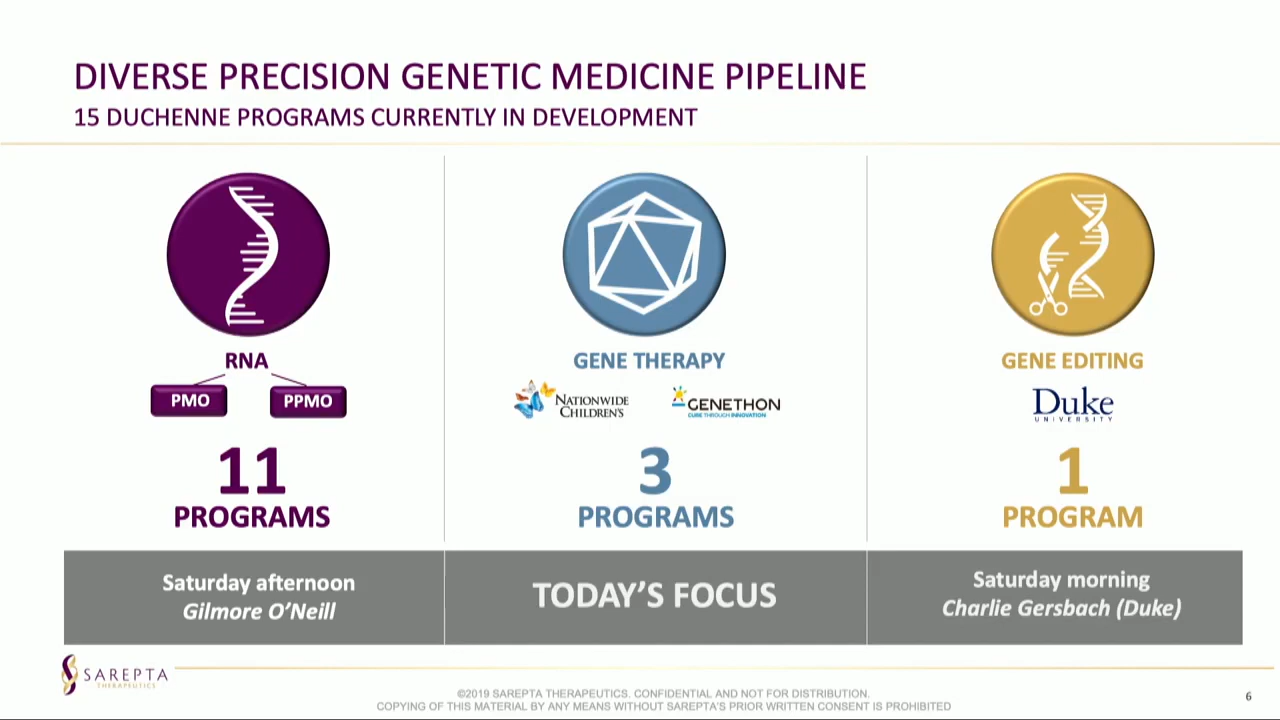 DIVERSE PRECISION GENETIC MEDICINE PIPELINE
15 DUCHENNE PROGRAMS CURRENTLY IN DEVELOPMENT
RNA
PMO
PPMO
11
PROGRAMS
Saturday afternoon
Gilmore O'Neill
GENE THERAPY
NATIONWIDE
CHILDREN'S
GENETHON
CURE THROUGH INNOVATION
3
PROGRAMS
TODAY'S FOCUS
GENE EDITING
Duke
UNIVERSITY
1
PROGRAM
Saturday morning
Charlie Gersbach (Duke)
SAREPTA
THERAPEUTICS
©2019 SAREPTA THERAPEUTICS. CONFIDENTIAL AND NOT FOR DISTRIBUTION.
COPYING OF THIS MATERIAL BY ANY MEANS WITHOUT SAREPTA'S PRIOR WRITTEN CONSENT IS PROHIBITED
6